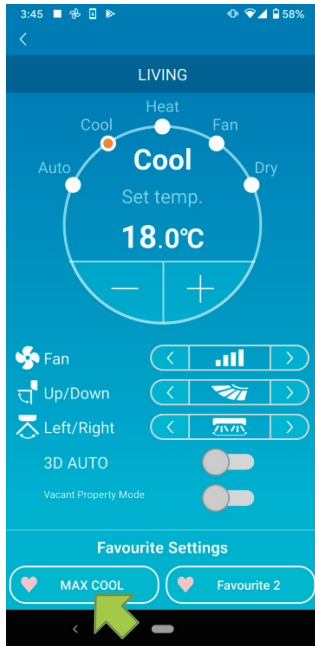 3:45 58%
LIVING
Heat
Cool Fan
Auto Cool Dry
Set temp.
18.0°C
Fan
Up/Down
Left/Right
3D AUTO
Vacant Property Mode
Favourite Settings
MAX COOL Favourite 2